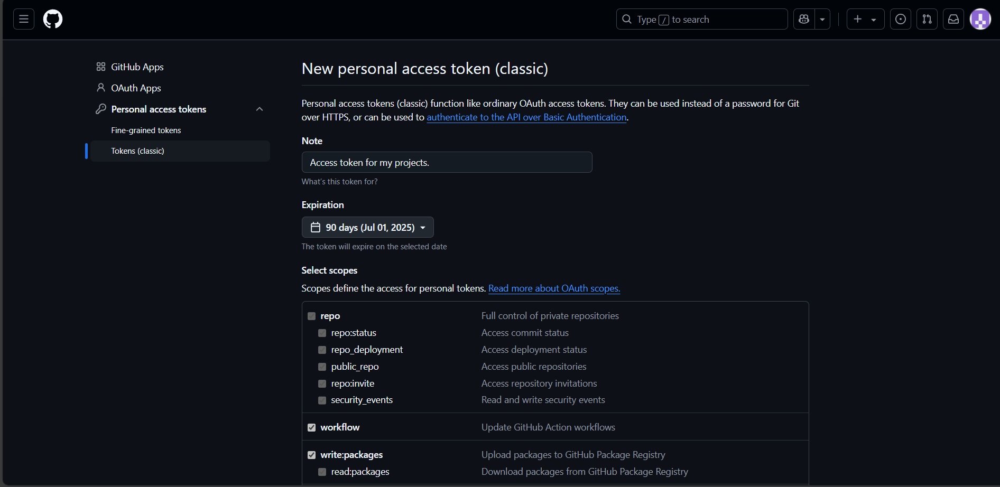 Type / to search
GitHub Apps
OAuth Apps
Personal access tokens
Fine-grained tokens
Tokens (classic)
New personal access token (classic)
Personal access tokens (classic) function like ordinary OAuth access tokens. They can be used instead of a password for Git
over HTTPS, or can be used to authenticate to the API over Basic Authentication.
Note
Access token for my projects.
What's this token for?
Expiration
90 days (Jul 01, 2025)
The token will expire on the selected date
Select scopes
Scopes define the access for personal tokens. Read more about OAuth scopes.
repo Full control of private repositories
repo:status Access commit status
repo_deployment Access deployment status
public_repo Access public repositories
repo:invite Access repository invitations
security_events Read and write security events
workflow Update GitHub Action workflows
write:packages Upload packages to GitHub Package Registry
read:packages Download packages from GitHub Package Registry